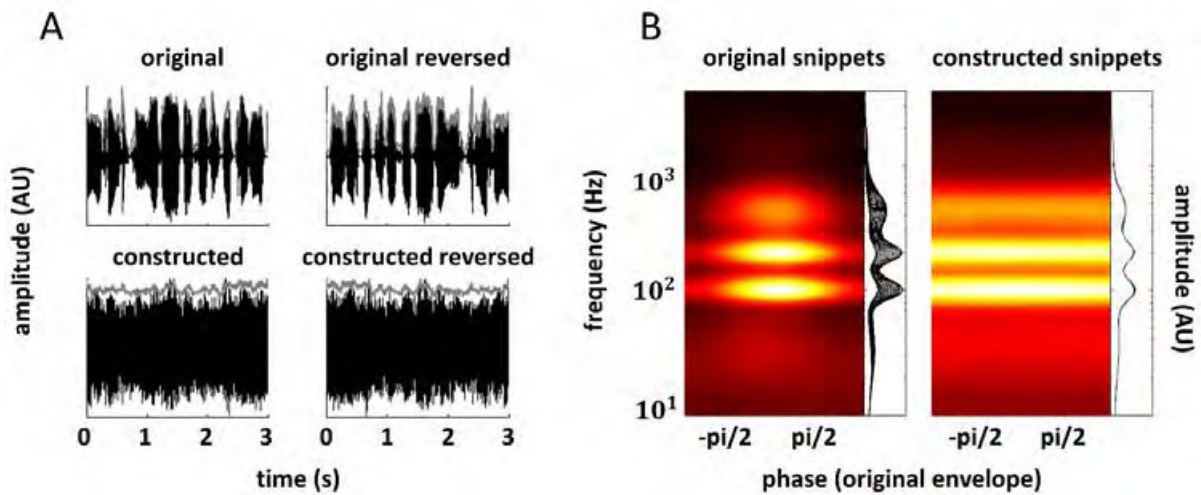 A
B
original
original reversed
original snippets
constructed snippets
amplitude (AU)
constructed
constructed reversed
0 1 2 3
0 1 2 3
time (s)
frequency (Hz)
10³
10²
10¹
-pi/2 pi/2
-pi/2 pi/2
phase (original envelope)
amplitude (AU)